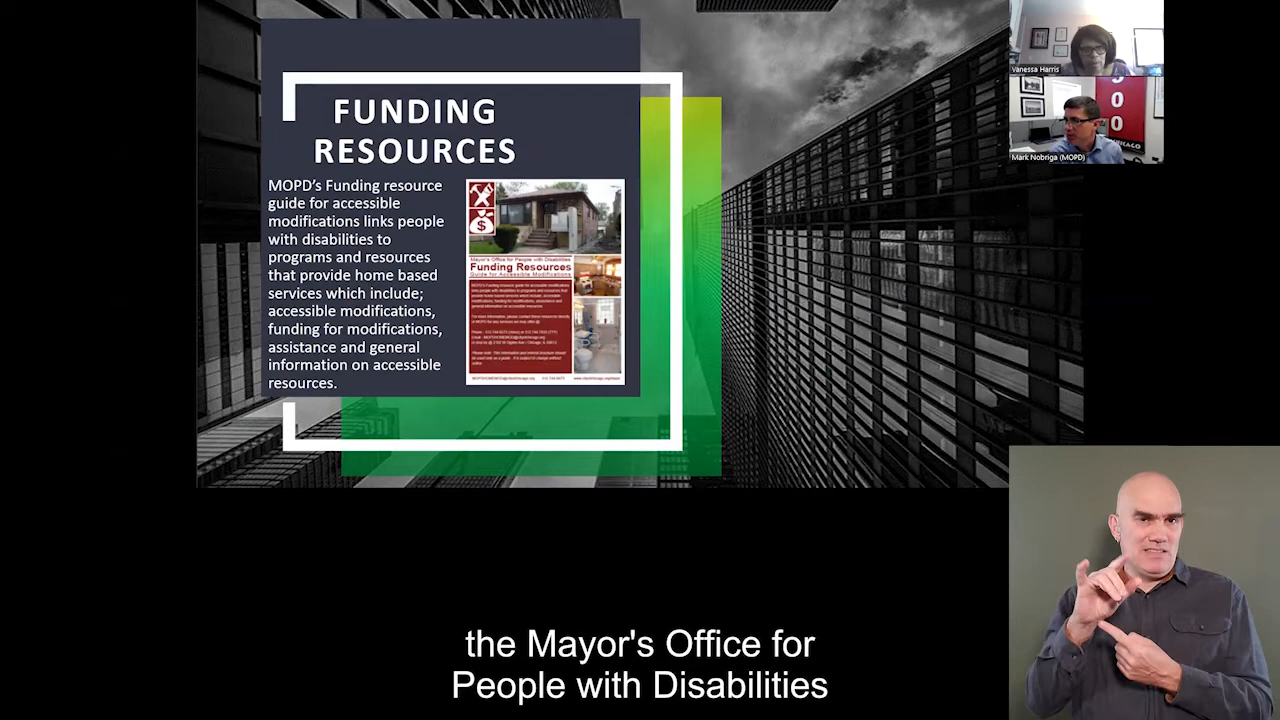 FUNDING
RESOURCES
MOPD's Funding resource
guide for accessible
modifications links people
with disabilities to
programs and resources
that provide home based
services which include;
accessible modifications,
funding for modifications,
assistance and general
information on accessible
resources.
$
Mayor's Office for People with Disabilities
Funding Resources
Guide for Accessible Modifications
Vanessa Harris
Mark Nobriga (MOPD)
the Mayor's Office for
People with Disabilities